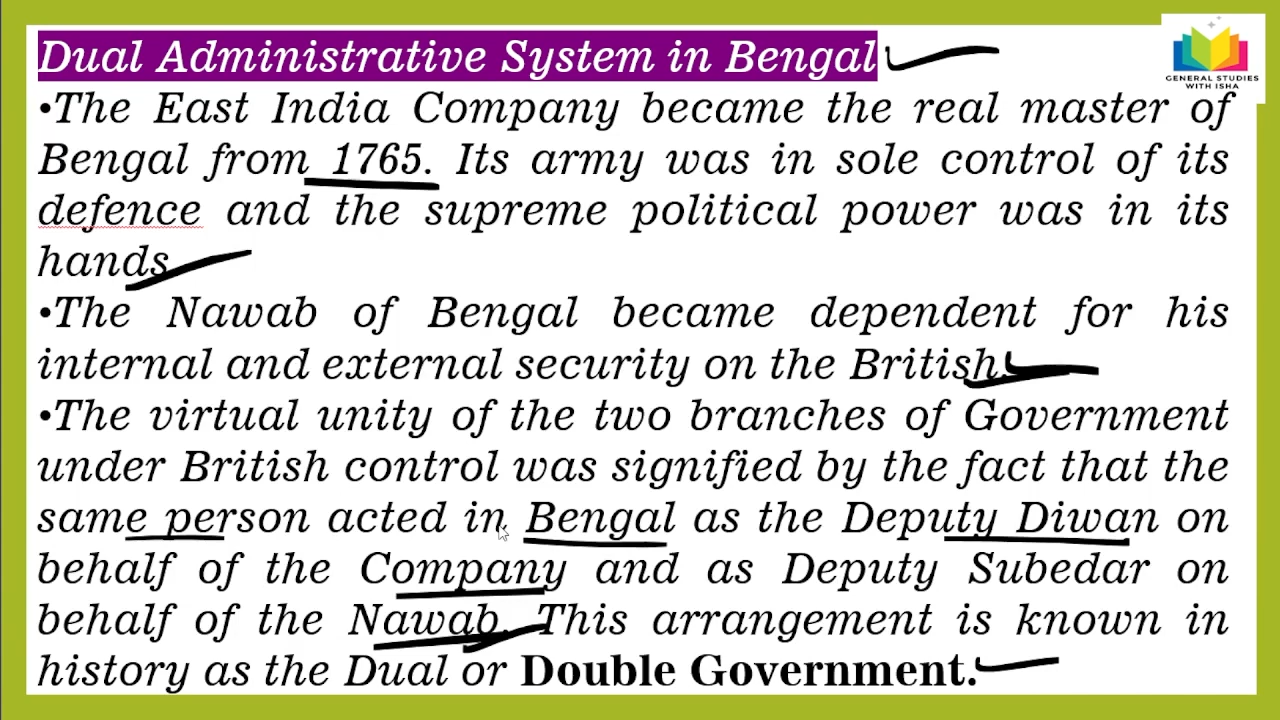 Dual Administrative System in Bengal
GENERAL STUDIES
WITH ISHA
•The East India Company became the real master of
Bengal from 1765. Its army was in sole control of its
defence and the supreme political power was in its
hands
•The Nawab of Bengal became dependent for his
internal and external security on the British.
•The virtual unity of the two branches of Government
under British control was signified by the fact that the
same person acted in Bengal as the Deputy Diwan on
behalf of the Company and as Deputy Subedar on
behalf of the Nawab. This arrangement is known in
history as the Dual or Double Government.